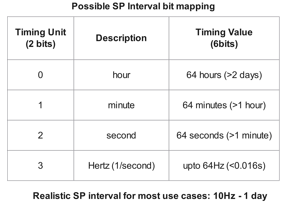 Possible SP Interval bit mapping
Timing Unit Description Timing Value
(2 bits) (6bits)
0 hour 64 hours (>2 days)
1 minute 64 minutes (>1 hour)
2 second 64 seconds (>1 minute)
3 Hertz (1/second) upto 64Hz (<0.016s)
Realistic SP interval for most use cases: 10Hz - 1 day